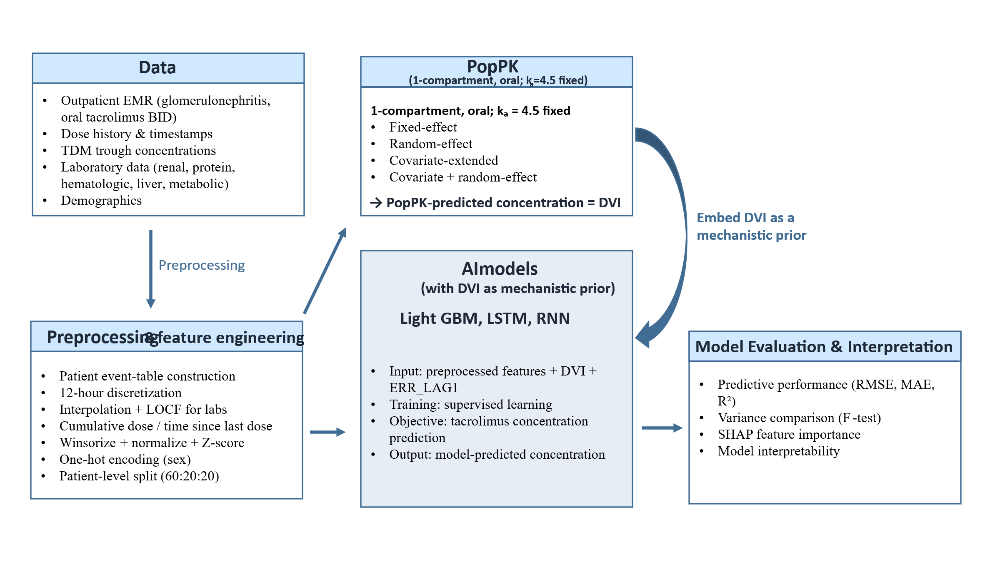 Data
• Outpatient EMR (glomerulonephritis,
oral tacrolimus BID)
• Dose history & timestamps
• TDM trough concentrations
• Laboratory data (renal, protein,
hematologic, liver, metabolic)
• Demographics
Preprocessing
Preprocessing & feature engineering
• Patient event-table construction
• 12-hour discretization
• Interpolation + LOCF for labs
• Cumulative dose / time since last dose
• Winsorize + normalize + Z-score
• One-hot encoding (sex)
• Patient-level split (60:20:20)
PopPK
(1-compartment, oral; kₐ=4.5 fixed)
1-compartment, oral; kₐ = 4.5 fixed
• Fixed-effect
• Random-effect
• Covariate-extended
• Covariate + random-effect
→ PopPK-predicted concentration = DVI
Embed DVI as a
mechanistic prior
AImodels
(with DVI as mechanistic prior)
Light GBM, LSTM, RNN
• Input: preprocessed features + DVI +
ERR_LAG1
• Training: supervised learning
• Objective: tacrolimus concentration
prediction
• Output: model-predicted concentration
Model Evaluation & Interpretation
• Predictive performance (RMSE, MAE,
R²)
• Variance comparison (F-test)
• SHAP feature importance
• Model interpretability